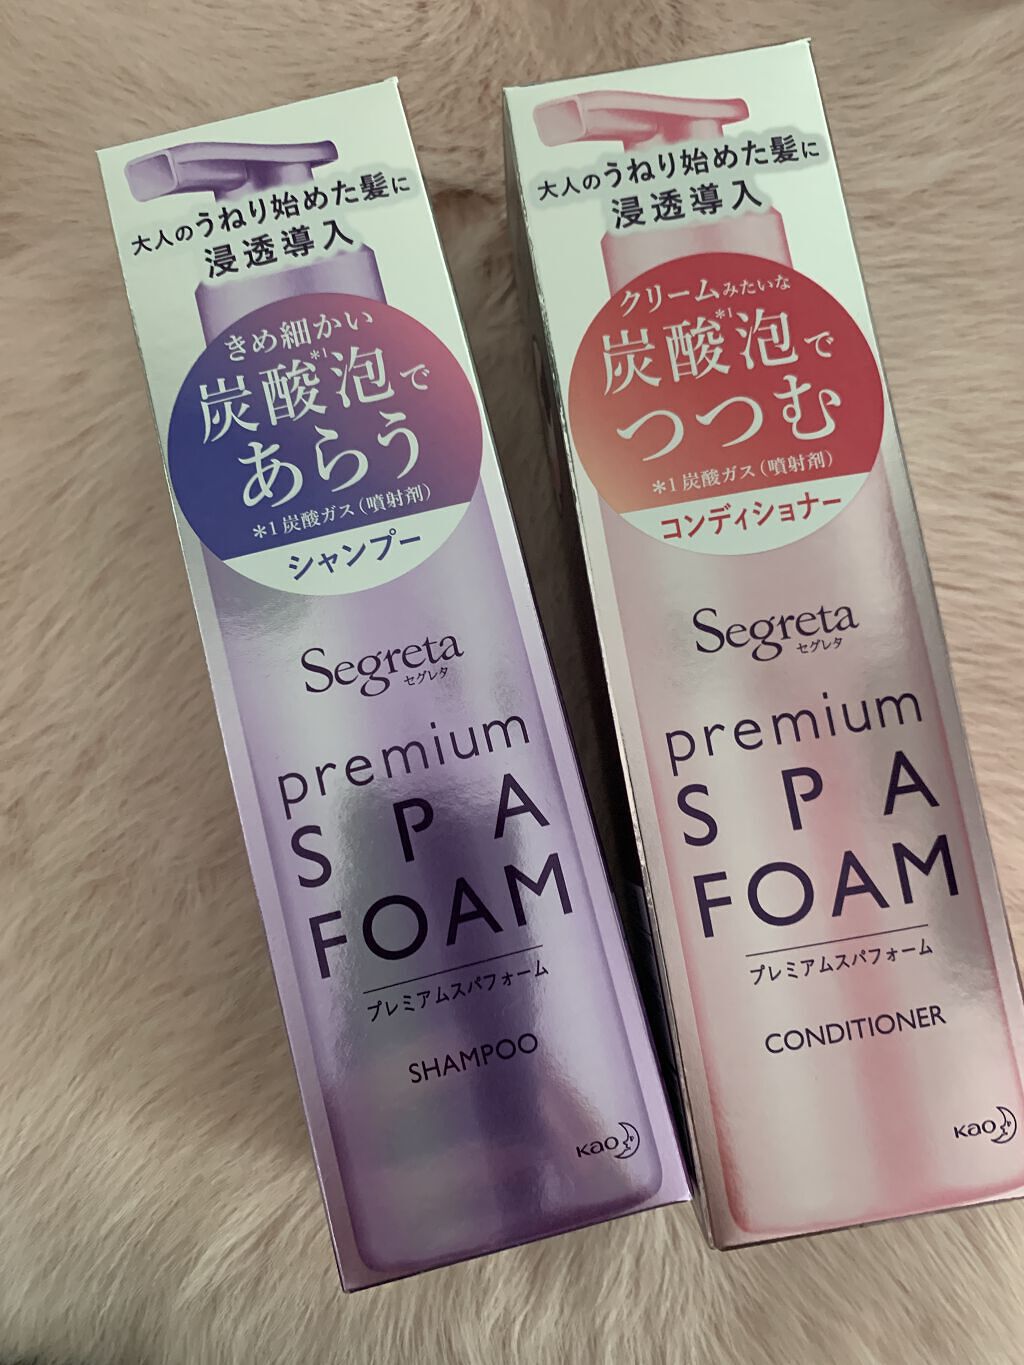 大人のうねり始めた髪に
浸透導入
きめ細かい
炭酸*1泡で
あらう
*1炭酸ガス(噴射剤)
シャンプー
Segreta
セグレタ
premium
SPA
FOAM
プレミアムスパフォーム
SHAMPOO
Kao
大人のうねり始めた髪に
浸透導入
クリームみたいな
炭酸*1泡で
つつむ
*1炭酸ガス(噴射剤)
コンディショナー
Segreta
セグレタ
premium
SPA
FOAM
プレミアムスパフォーム
CONDITIONER
Kao